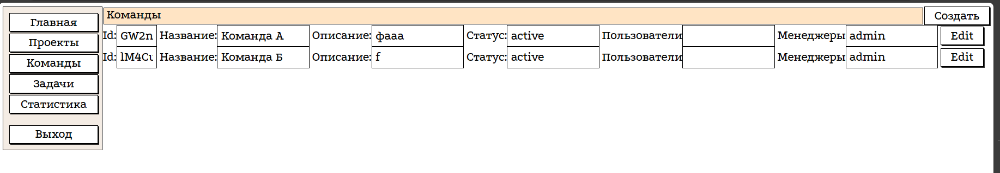 Главная
Проекты
Команды
Задачи
Статистика
Выход
Команды
Создать
Id: GW2n Название: Команда А Описание: фааа Статус: active Пользователи Менеджеры admin Edit
Id: lM4Cu Название: Команда Б Описание: f Статус: active Пользователи Менеджеры admin Edit